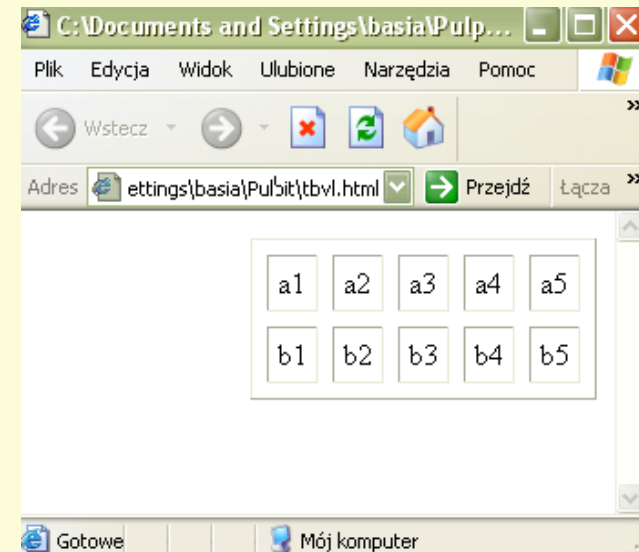 C:\Documents and Settings\basia\Pulp...
Plik Edycja Widok Ulubione Narzędzia Pomoc
Wstecz
Adres ettings\basia\Pulpit\tbvl.html Przejdź Łącza
a1 a2 a3 a4 a5
b1 b2 b3 b4 b5
Gotowe Mój komputer